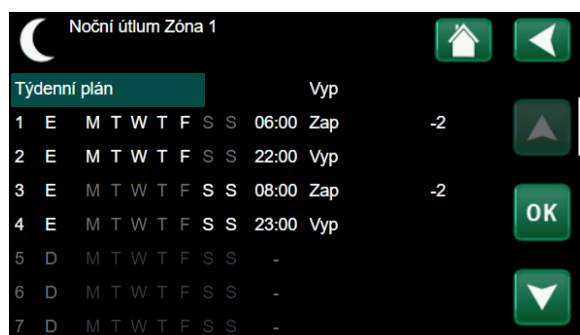 Noční útlum Zóna 1
Týdenní plán Vyp
1 E M T W T F S S 06:00 Zap -2
2 E M T W T F S S 22:00 Vyp
3 E M T W T F S S 08:00 Zap -2
4 E M T W T F S S 23:00 Vyp
OK
5 D M T W T F S S -
6 D M T W T F S S -
7 D M T W T F S S -